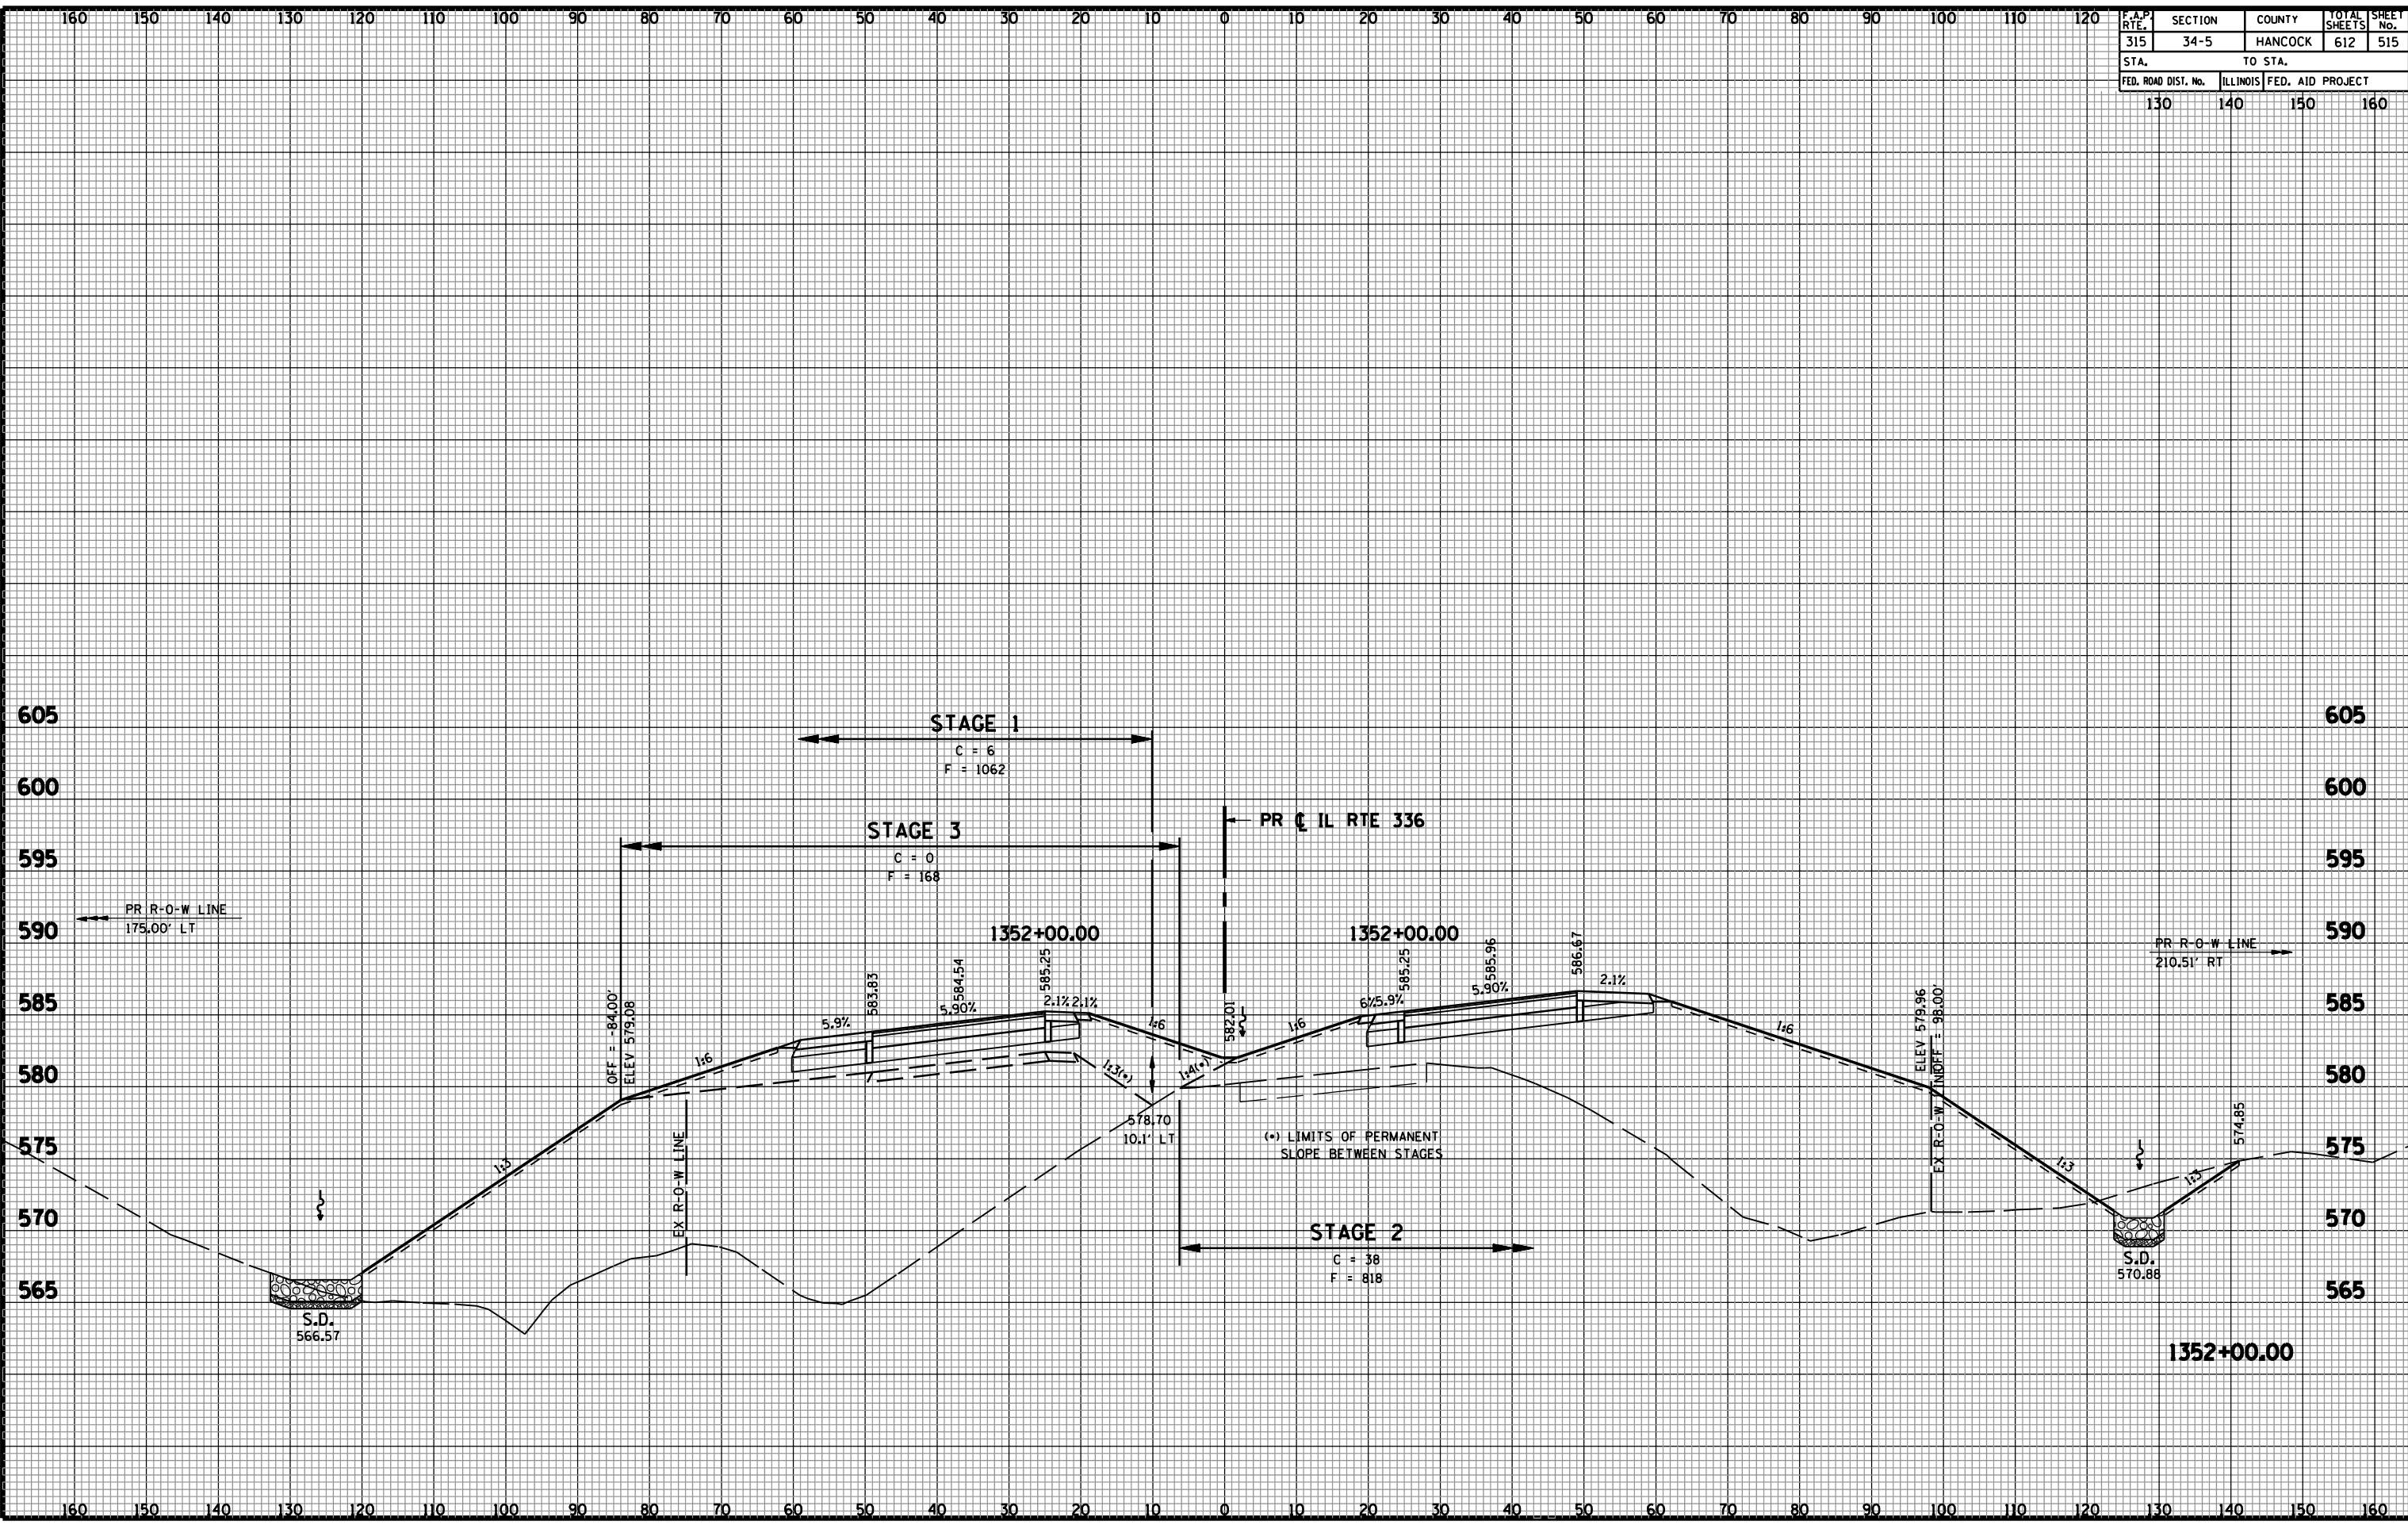 160 150 140 130 120 110 100 90 80 70 60 50 40 30 20 10 0 10 20 30 40 50 60 70 80 90 100 110 120
F.A.P. RTE. SECTION COUNTY TOTAL SHEETS SHEET No.
315 34-5 HANCOCK 612 515
STA. TO STA.
FED. ROAD DIST. No. ILLINOIS FED. AID PROJECT
130 140 150 160
605 605
STAGE 1
C = 6
F = 1062
600 600
PR ℄ IL RTE 336
STAGE 3
C = 0
F = 168
595 595
PR R-O-W LINE
175.00' LT
590 590
1352+00.00 1352+00.00
PR R-O-W LINE
210.51' RT
585 585
OFF = -84.00'
ELEV 579.08
583.83
584.54
585.25
582.01
585.25
585.96
586.67
ELEV 579.96
OFF = 98.00'
5.9% 5.90% 2.1% 2.1% 1:6 1:6 6% 5.9% 5.90% 2.1%
1:6 1:6
580 580
1:3(•) 1:4(•)
578.70
10.1' LT
(•) LIMITS OF PERMANENT
SLOPE BETWEEN STAGES
EX R-O-W LINE
EX R-O-W LINE
574.85
575 575
1:3 1:3 1:3
570 570
STAGE 2
C = 38
F = 818
S.D.
570.88
565 565
S.D.
566.57
1352+00.00
160 150 140 130 120 110 100 90 80 70 60 50 40 30 20 10 0 10 20 30 40 50 60 70 80 90 100 110 120 130 140 150 160